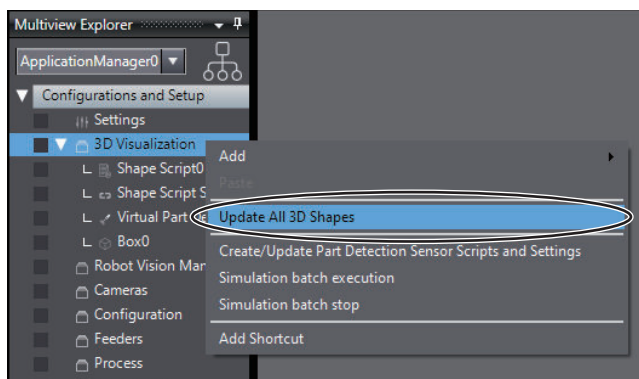 Multiview Explorer
ApplicationManager0
Configurations and Setup
Settings
3D Visualization
Shape Script0
Shape Script S
Virtual Part De
Box0
Robot Vision Man
Cameras
Configuration
Feeders
Process
Add
Paste
Update All 3D Shapes
Create/Update Part Detection Sensor Scripts and Settings
Simulation batch execution
Simulation batch stop
Add Shortcut